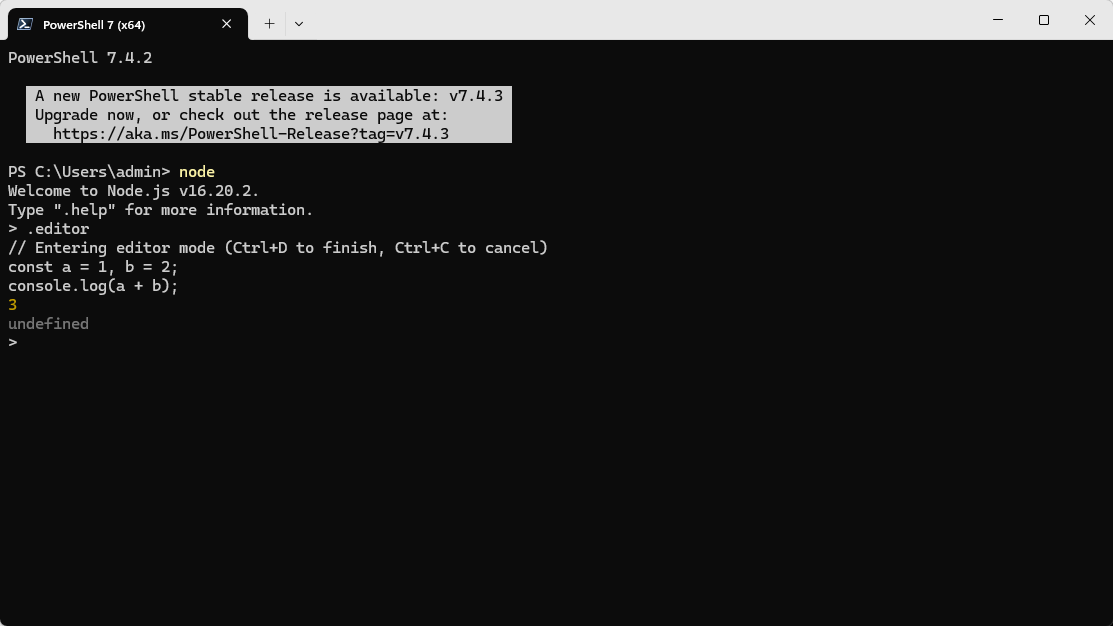 PowerShell 7 (x64)
PowerShell 7.4.2
A new PowerShell stable release is available: v7.4.3
Upgrade now, or check out the release page at:
https://aka.ms/PowerShell-Release?tag=v7.4.3
PS C:\Users\admin> node
Welcome to Node.js v16.20.2.
Type ".help" for more information.
> .editor
// Entering editor mode (Ctrl+D to finish, Ctrl+C to cancel)
const a = 1, b = 2;
console.log(a + b);
3
undefined
>